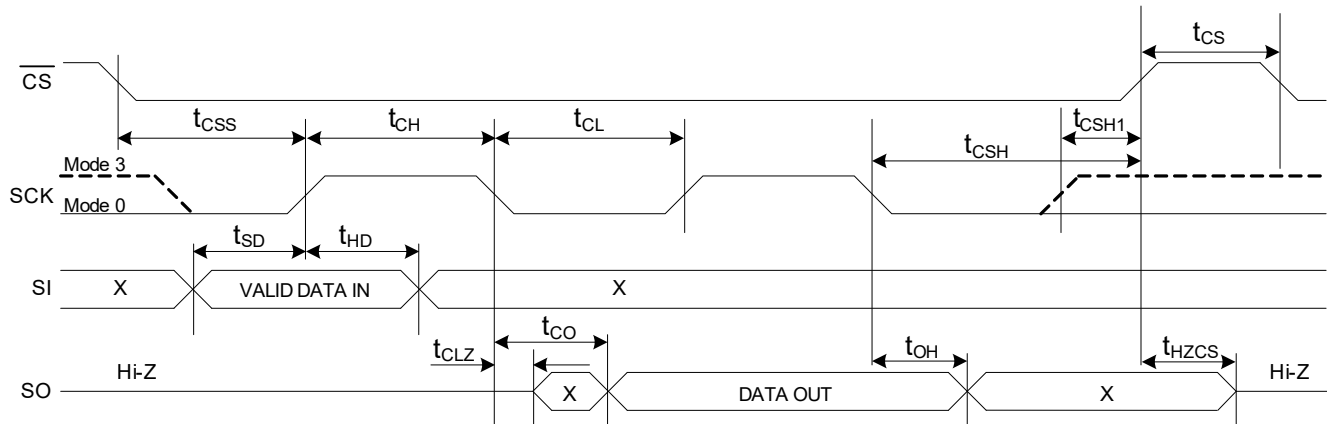 tCS
CS
tCSS
tCH
tCL
tCSH1
tCSH
Mode 3
SCK
Mode 0
tSD
tHD
SI
X
VALID DATA IN
X
tCO
tCLZ
tOH
tHZCS
Hi-Z
Hi-Z
SO
X
DATA OUT
X